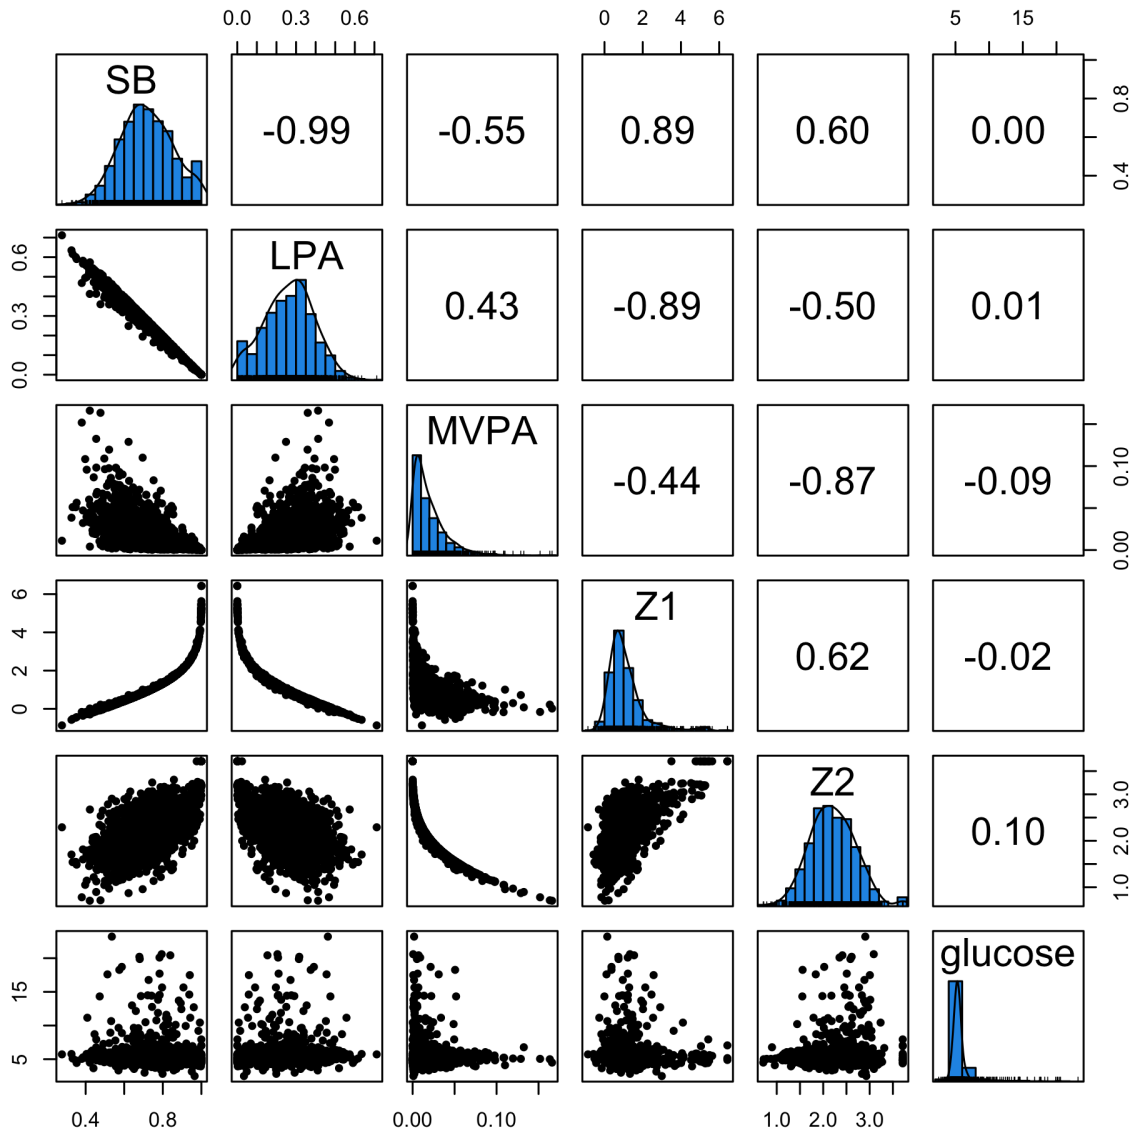 0.0 0.3 0.6 0 2 4 6 5 15
SB -0.99 -0.55 0.89 0.60 0.00 0.4 0.8
0.0 0.3 0.6 LPA 0.43 -0.89 -0.50 0.01
MVPA -0.44 -0.87 -0.09 0.00 0.10
0 2 4 6 Z1 0.62 -0.02
Z2 0.10 1.0 2.0 3.0
5 15 glucose
0.4 0.8 0.00 0.10 1.0 2.0 3.0